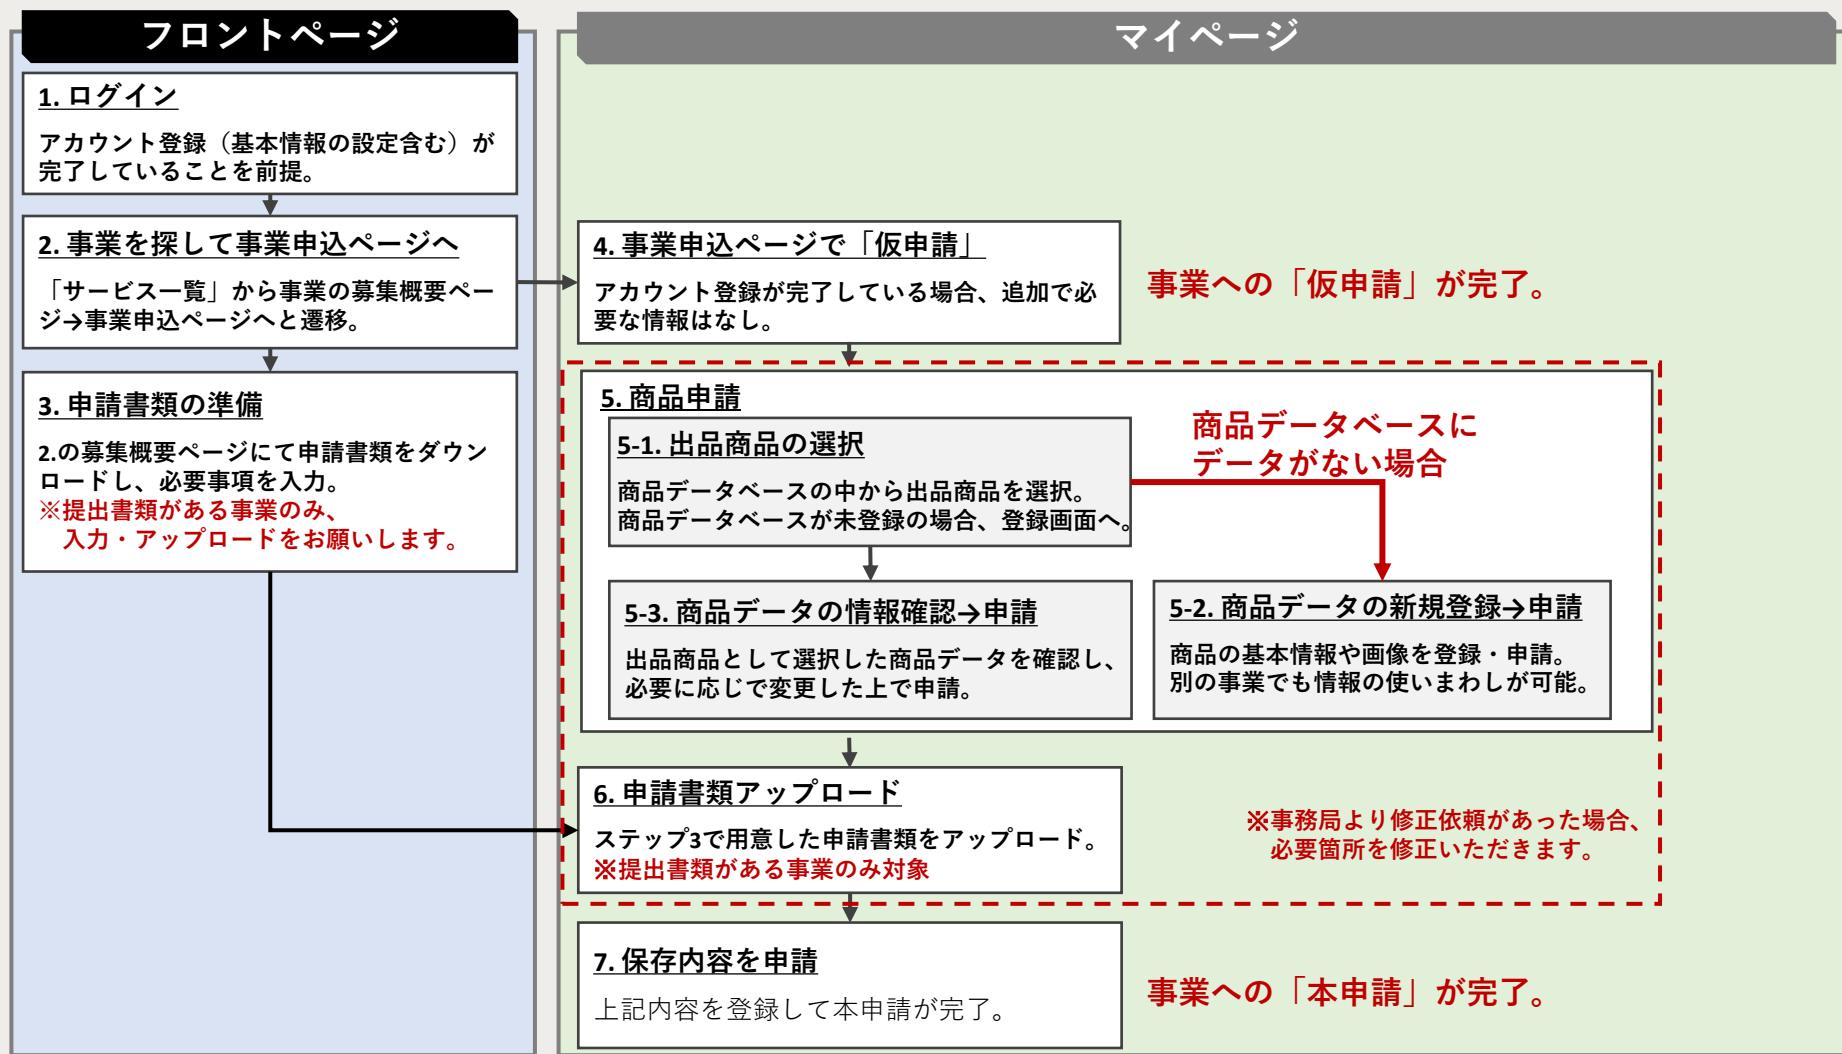 フロントページ
マイページ
1. ログイン
アカウント登録（基本情報の設定含む）が
完了していることを前提。
2. 事業を探して事業申込ページへ
「サービス一覧」から事業の募集概要ペー
ジ→事業申込ページへと遷移。
3. 申請書類の準備
2.の募集概要ページにて申請書類をダウン
ロードし、必要事項を入力。
※提出書類がある事業のみ、
入力・アップロードをお願いします。
4. 事業申込ページで「仮申請」
アカウント登録が完了している場合、追加で必
要な情報はなし。
事業への「仮申請」が完了。
5. 商品申請
5-1. 出品商品の選択
商品データベースの中から出品商品を選択。
商品データベースが未登録の場合、登録画面へ。
商品データベースに
データがない場合
5-3. 商品データの情報確認→申請
出品商品として選択した商品データを確認し、
必要に応じで変更した上で申請。
5-2. 商品データの新規登録→申請
商品の基本情報や画像を登録・申請。
別の事業でも情報の使いまわしが可能。
6. 申請書類アップロード
ステップ3で用意した申請書類をアップロード。
※提出書類がある事業のみ対象
※事務局より修正依頼があった場合、
必要箇所を修正いただきます。
7. 保存内容を申請
上記内容を登録して本申請が完了。
事業への「本申請」が完了。